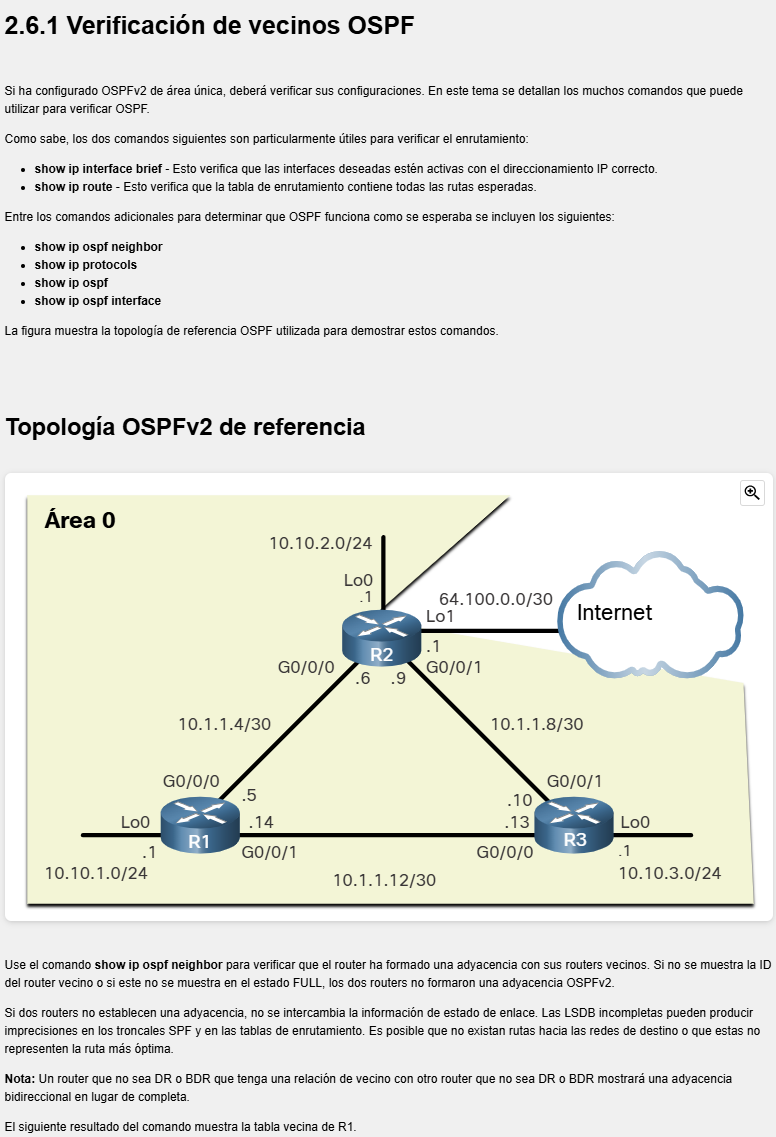 2.6.1 Verificación de vecinos OSPF
Si ha configurado OSPFv2 de área única, deberá verificar sus configuraciones. En este tema se detallan los muchos comandos que puede
utilizar para verificar OSPF.
Como sabe, los dos comandos siguientes son particularmente útiles para verificar el enrutamiento:
• show ip interface brief - Esto verifica que las interfaces deseadas estén activas con el direccionamiento IP correcto.
• show ip route - Esto verifica que la tabla de enrutamiento contiene todas las rutas esperadas.
Entre los comandos adicionales para determinar que OSPF funciona como se esperaba se incluyen los siguientes:
• show ip ospf neighbor
• show ip protocols
• show ip ospf
• show ip ospf interface
La figura muestra la topología de referencia OSPF utilizada para demostrar estos comandos.
Topología OSPFv2 de referencia
Área 0
10.10.2.0/24
Lo0
.1
64.100.0.0/30
Lo1
Internet
R2
.1
G0/0/0
.6
.9
G0/0/1
10.1.1.4/30
10.1.1.8/30
G0/0/0
.5
G0/0/1
.10
Lo0
R1
.14
.13
R3
Lo0
.1
G0/0/1
G0/0/0
.1
10.10.1.0/24
10.1.1.12/30
10.10.3.0/24
Use el comando show ip ospf neighbor para verificar que el router ha formado una adyacencia con sus routers vecinos. Si no se muestra la ID
del router vecino o si este no se muestra en el estado FULL, los dos routers no formaron una adyacencia OSPFv2.
Si dos routers no establecen una adyacencia, no se intercambia la información de estado de enlace. Las LSDB incompletas pueden producir
imprecisiones en los troncales SPF y en las tablas de enrutamiento. Es posible que no existan rutas hacia las redes de destino o que estas no
representen la ruta más óptima.
Nota: Un router que no sea DR o BDR que tenga una relación de vecino con otro router que no sea DR o BDR mostrará una adyacencia
bidireccional en lugar de completa.
El siguiente resultado del comando muestra la tabla vecina de R1.